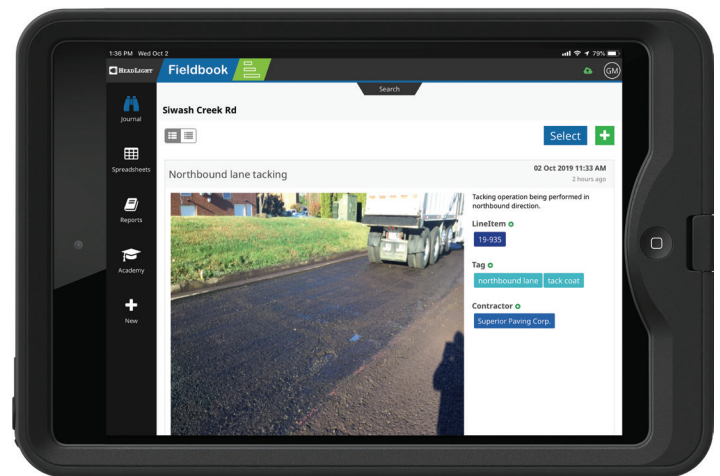 1:36 PM Wed Oct 2
79%
HEADLIGHT
Fieldbook
GM
Search
Journal
Siwash Creek Rd
Select
Spreadsheets
Northbound lane tacking
02 Oct 2019 11:33 AM
2 hours ago
Tacking operation being performed in
northbound direction.
LineItem
19-935
Reports
Tag
northbound lane tack coat
Academy
Contractor
Superior Paving Corp.
New